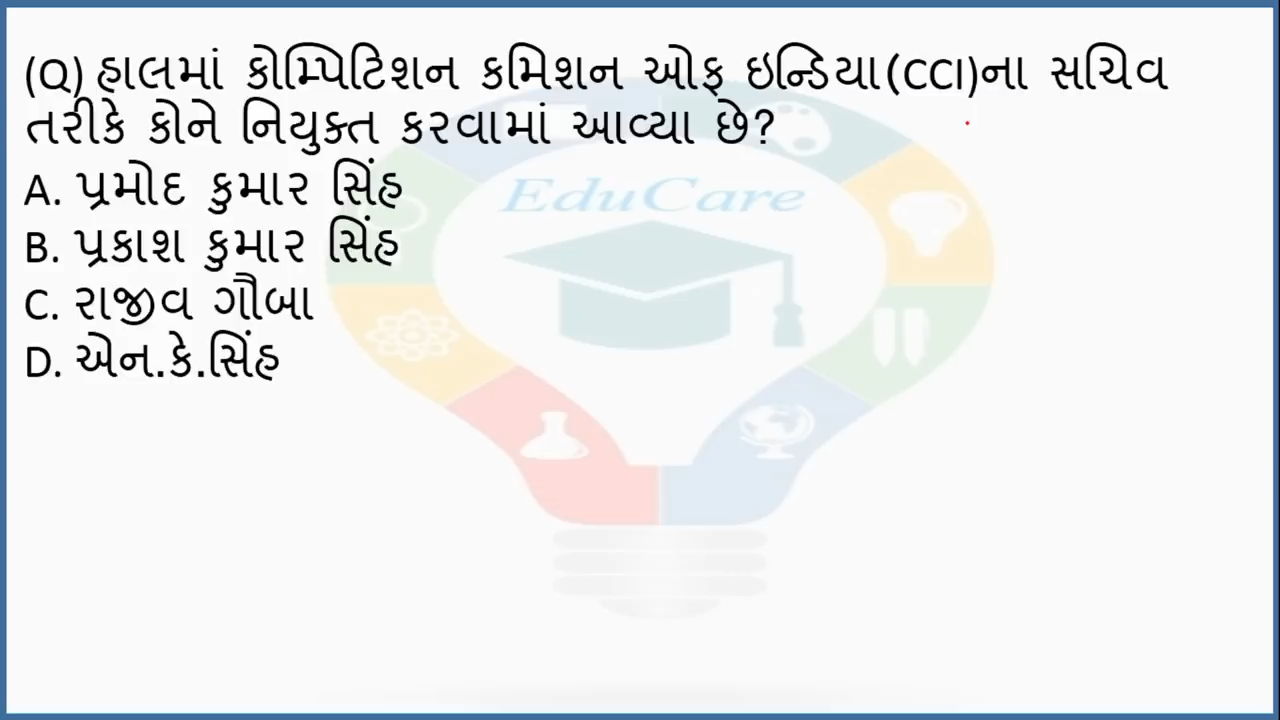 (Q) હાલમાં કોમ્પિટિશન કમિશન ઓફ ઇન્ડિયા(CCI)ના સચિવ
તરીકે કોને નિયુક્ત કરવામાં આવ્યા છે?
A. પ્રમોદ કુમાર સિંહ
EduCare
B. પ્રકાશ કુમાર સિંહ
C. રાજીવ ગૌબા
D. એન.કે.સિંહ